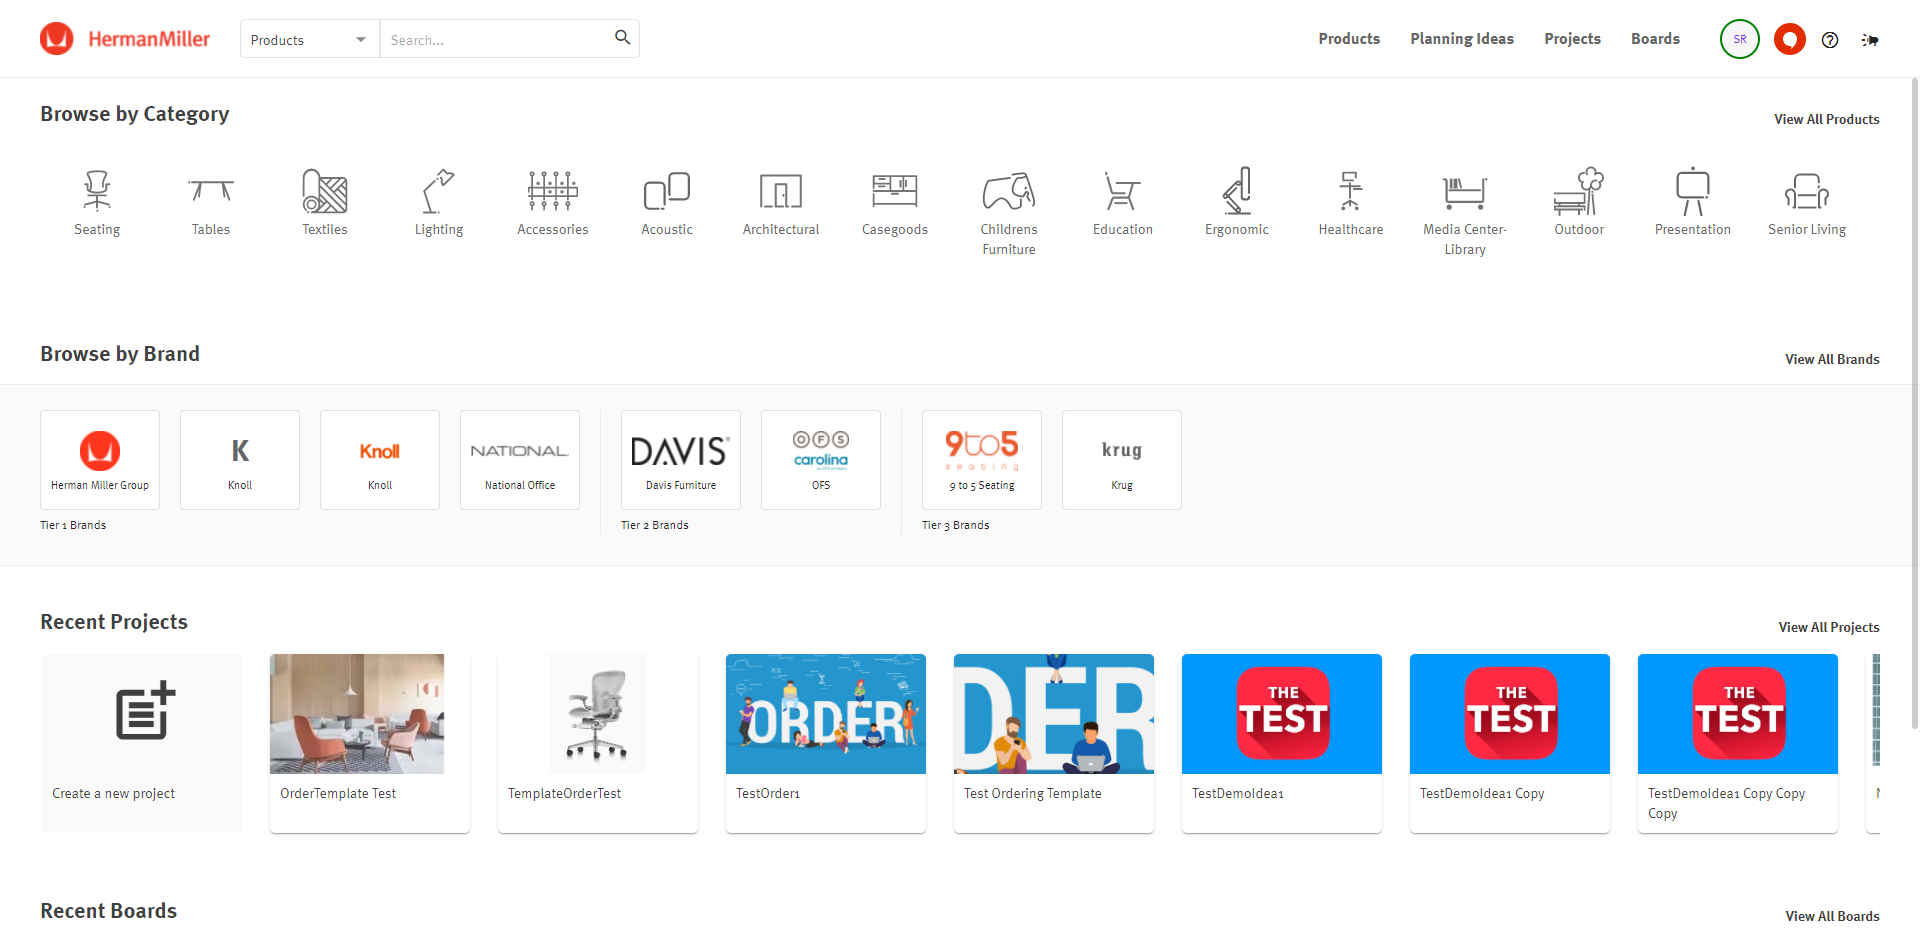 HermanMiller
Products
Search...
Products
Planning Ideas
Projects
Boards
SR
Browse by Category
View All Products
Seating
Tables
Textiles
Lighting
Accessories
Acoustic
Architectural
Casegoods
Childrens
Furniture
Education
Ergonomic
Healthcare
Media Center-
Library
Outdoor
Presentation
Senior Living
Browse by Brand
View All Brands
Herman Miller Group
K
Knoll
Knoll
Knoll
NATIONAL.
National Office
DAVIS
Davis Furniture
OFS
carolina
OFS
9to5
seating
9 to 5 Seating
krug
Krug
Tier 1 Brands
Tier 2 Brands
Tier 3 Brands
Recent Projects
View All Projects
Create a new project
OrderTemplate Test
TemplateOrderTest
ORDER
TestOrder1
DER
Test Ordering Template
THE
TEST
TestDemoIdea1
THE
TEST
TestDemoIdea1 Copy
THE
TEST
TestDemoIdea1 Copy Copy
Copy
Recent Boards
View All Boards